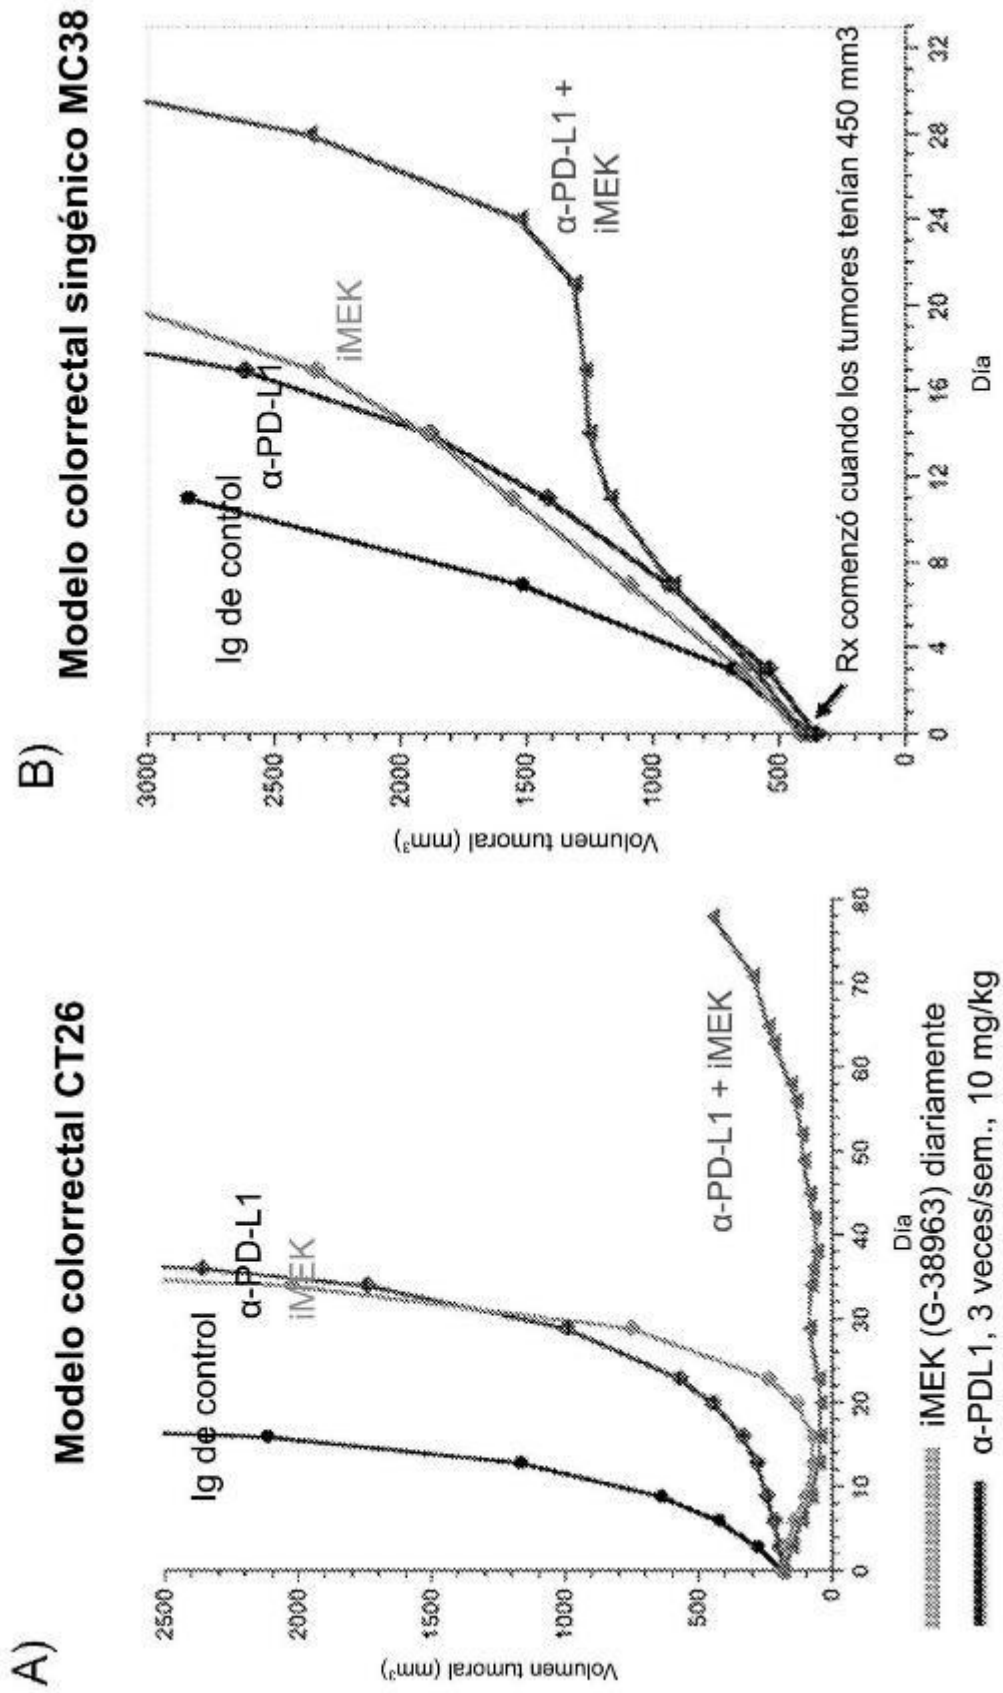 A)
Modelo colorrectal CT26
Volumen tumoral (mm³)
2500
2000
1500
1000
500
0
Ig de control
α-PD-L1
iMEK
α-PD-L1 + iMEK
0
10
20
30
40
50
60
70
80
Día
iMEK (G-38963) diariamente
α-PDL1, 3 veces/sem., 10 mg/kg
B)
Modelo colorrectal singénico MC38
Volumen tumoral (mm³)
3000
2500
2000
1500
1000
500
0
Ig de control
α-PD-L1
iMEK
α-PD-L1 +
iMEK
Rx comenzó cuando los tumores tenían 450 mm3
0
4
8
12
16
20
24
28
32
Día